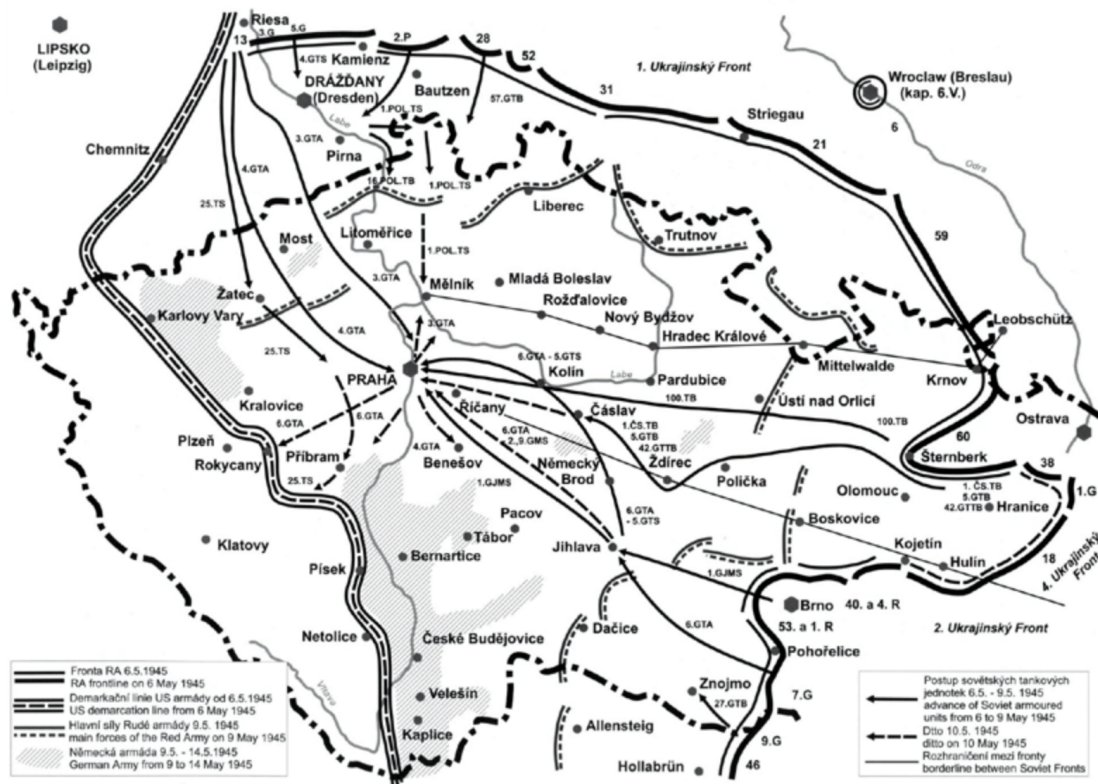 Riesa
3.G
5.G
13
LIPSKO
(Leipzig)
4.GTS
Kamienz
2.P
28
52
DRÁŽĎANY
(Dresden)
Bautzen
57.GTB
31
1. Ukrajinský Front
Wroclaw (Breslau)
(kap. 6.V.)
6
Striegau
21
Odra
Labe
1.POL.TS
3.GTA
Pirna
Chemnitz
4.GTA
16.POL.TB
1.POL.TS
25.TS
Liberec
59
Most
Litoměřice
1.POL.TS
Trutnov
3.GTA
Mladá Boleslav
Žatec
Mělník
Karlovy Vary
Rožďalovice
Leobschütz
4.GTA
3.GTA
Nový Bydžov
Hradec Králové
25.TS
6.GTA - 5.GTS
Mittelwalde
PRAHA
Kolín
Labe
Pardubice
Krnov
Kralovice
Říčany
Čáslav
100.TB
Ústí nad Orlicí
100.TB
Ostrava
6.GTA
6.GTA
1.ČS.TB
5.GTB
42.GTTB
Plzeň
4.GTA
6.GTA
- 2.,9.GMS
60
Rokycany
Příbram
Benešov
Německý
Brod
Ždírec
Polička
Šternberk
38
25.TS
1.GJMS
1. ČS.TB
5.GTB
42.GTTB
1.G
Olomouc
Hranice
6.GTA
- 5.GTS
Pacov
Boskovice
Klatovy
Tábor
Jihlava
Kojetín
18
Bernartice
Hulín
4. Ukrajinský
Front
Písek
1.GJMS
Brno
40. a 4. R
53. a 1. R
2. Ukrajinský Front
Netolice
České Budějovice
Dačice
6.GTA
Pohořelice
Vltava
Velešín
Znojmo
7.G
27.GTB
Kaplice
Allensteig
9.G
Hollabrün
46
Fronta RA 6.5.1945
RA frontline on 6 May 1945
Demarkační linie US armády od 6.5.1945
US demarcation line from 6 May 1945
Hlavní síly Rudé armády 9.5. 1945
main forces of the Red Army on 9 May 1945
Německá armáda 9.5. - 14.5.1945
German Army from 9 to 14 May 1945
Postup sovětských tankových
jednotek 6.5. - 9.5. 1945
advance of Soviet armoured
units from 6 to 9 May 1945
Dtto 10.5. 1945
ditto on 10 May 1945
Rozhraničení mezi fronty
borderline between Soviet Fronts